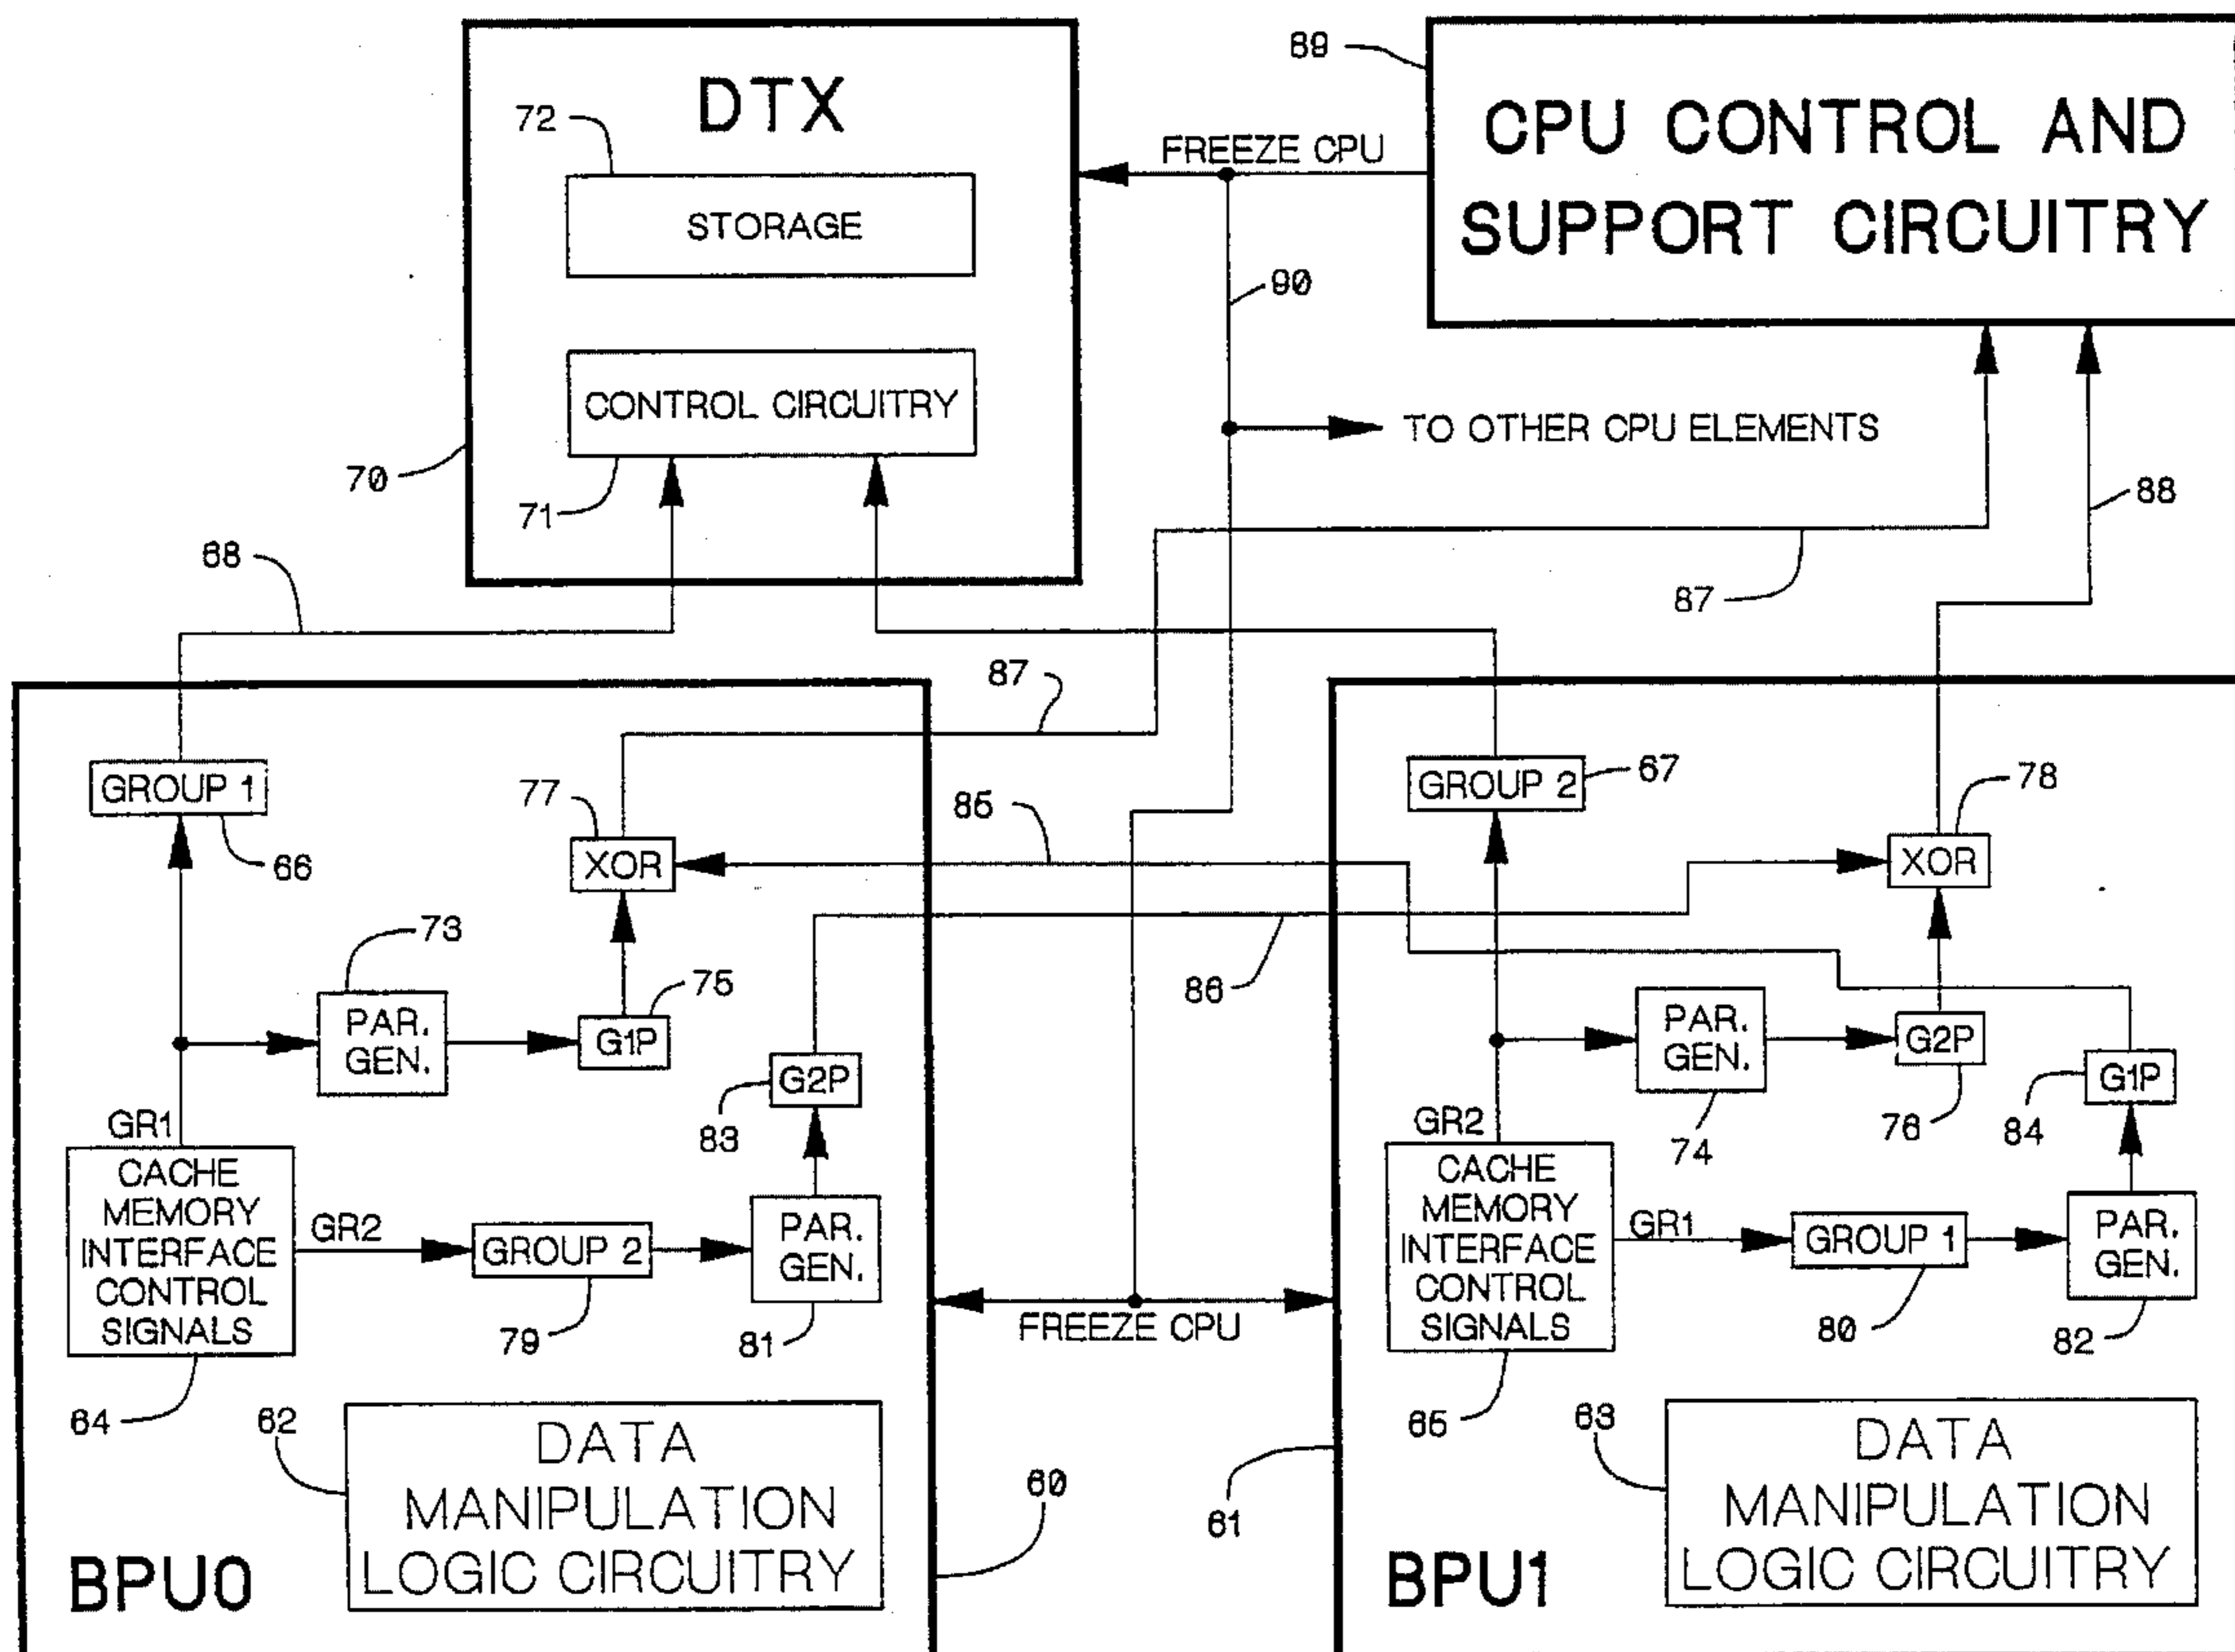 89
DTX
CPU CONTROL AND
SUPPORT CIRCUITRY
72
FREEZE CPU
STORAGE
90
CONTROL CIRCUITRY
TO OTHER CPU ELEMENTS
70
71
88
68
87
87
GROUP 1
66
77
XOR
85
GROUP 2
67
78
XOR
73
75
86
PAR.
GEN.
G1P
G2P
83
PAR.
GEN.
74
G2P
76
G1P
84
GR1
CACHE
MEMORY
INTERFACE
CONTROL
SIGNALS
64
GR2
GROUP 2
79
PAR.
GEN.
81
FREEZE CPU
GR2
CACHE
MEMORY
INTERFACE
CONTROL
SIGNALS
65
GR1
GROUP 1
80
PAR.
GEN.
82
62
DATA
MANIPULATION
LOGIC CIRCUITRY
60
BPU0
61
63
DATA
MANIPULATION
LOGIC CIRCUITRY
BPU1